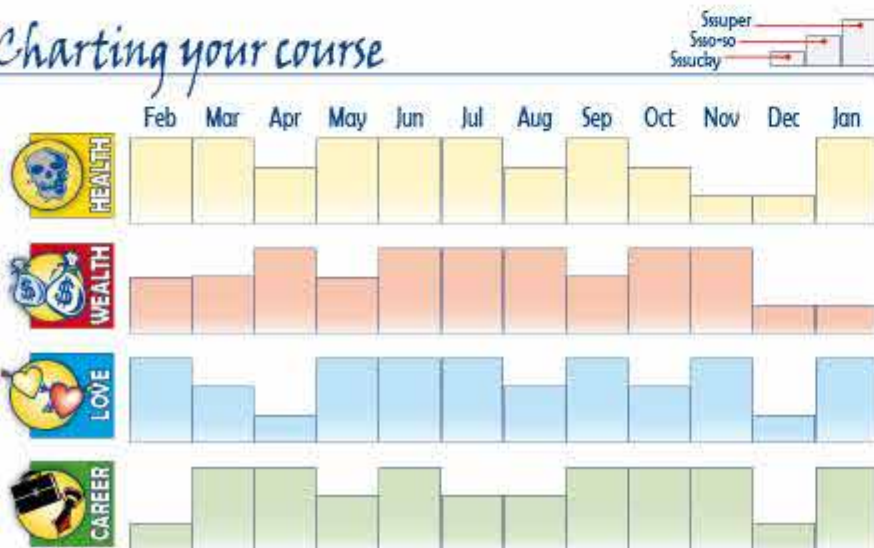 Charting your course
Sssuper
Ssso-so
Sssucky
Feb Mar Apr May Jun Jul Aug Sep Oct Nov Dec Jan
HEALTH
$ $
WEALTH
LOVE
CAREER